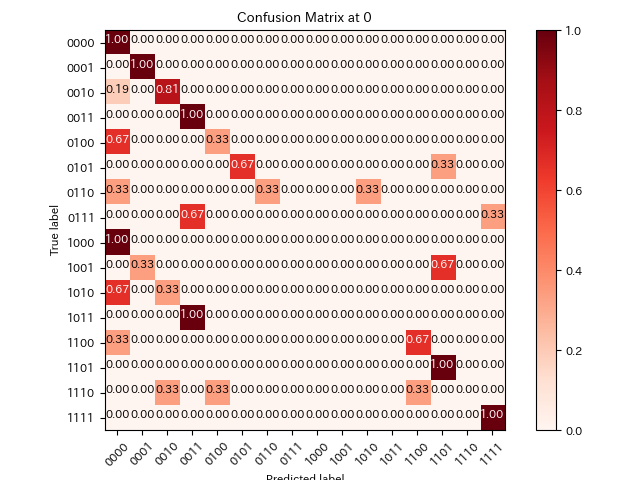 Confusion Matrix at 0
0000 1.00 0.00 0.00 0.00 0.00 0.00 0.00 0.00 0.00 0.00 0.00 0.00 0.00 0.00 0.00 0.00
0001 0.00 1.00 0.00 0.00 0.00 0.00 0.00 0.00 0.00 0.00 0.00 0.00 0.00 0.00 0.00 0.00
0010 0.19 0.00 0.81 0.00 0.00 0.00 0.00 0.00 0.00 0.00 0.00 0.00 0.00 0.00 0.00 0.00
0011 0.00 0.00 0.00 1.00 0.00 0.00 0.00 0.00 0.00 0.00 0.00 0.00 0.00 0.00 0.00 0.00
0100 0.67 0.00 0.00 0.00 0.33 0.00 0.00 0.00 0.00 0.00 0.00 0.00 0.00 0.00 0.00 0.00
0101 0.00 0.00 0.00 0.00 0.00 0.67 0.00 0.00 0.00 0.00 0.00 0.00 0.00 0.33 0.00 0.00
0110 0.33 0.00 0.00 0.00 0.00 0.00 0.33 0.00 0.00 0.00 0.33 0.00 0.00 0.00 0.00 0.00
0111 0.00 0.00 0.00 0.67 0.00 0.00 0.00 0.00 0.00 0.00 0.00 0.00 0.00 0.00 0.00 0.33
1000 1.00 0.00 0.00 0.00 0.00 0.00 0.00 0.00 0.00 0.00 0.00 0.00 0.00 0.00 0.00 0.00
1001 0.00 0.33 0.00 0.00 0.00 0.00 0.00 0.00 0.00 0.00 0.00 0.00 0.00 0.67 0.00 0.00
1010 0.67 0.00 0.33 0.00 0.00 0.00 0.00 0.00 0.00 0.00 0.00 0.00 0.00 0.00 0.00 0.00
1011 0.00 0.00 0.00 1.00 0.00 0.00 0.00 0.00 0.00 0.00 0.00 0.00 0.00 0.00 0.00 0.00
1100 0.33 0.00 0.00 0.00 0.00 0.00 0.00 0.00 0.00 0.00 0.00 0.00 0.67 0.00 0.00 0.00
1101 0.00 0.00 0.00 0.00 0.00 0.00 0.00 0.00 0.00 0.00 0.00 0.00 0.00 1.00 0.00 0.00
1110 0.00 0.00 0.33 0.00 0.33 0.00 0.00 0.00 0.00 0.00 0.00 0.00 0.33 0.00 0.00 0.00
1111 0.00 0.00 0.00 0.00 0.00 0.00 0.00 0.00 0.00 0.00 0.00 0.00 0.00 0.00 0.00 1.00
True label
0000 0001 0010 0011 0100 0101 0110 0111 1000 1001 1010 1011 1100 1101 1110 1111
Predicted label
1.0
0.8
0.6
0.4
0.2
0.0